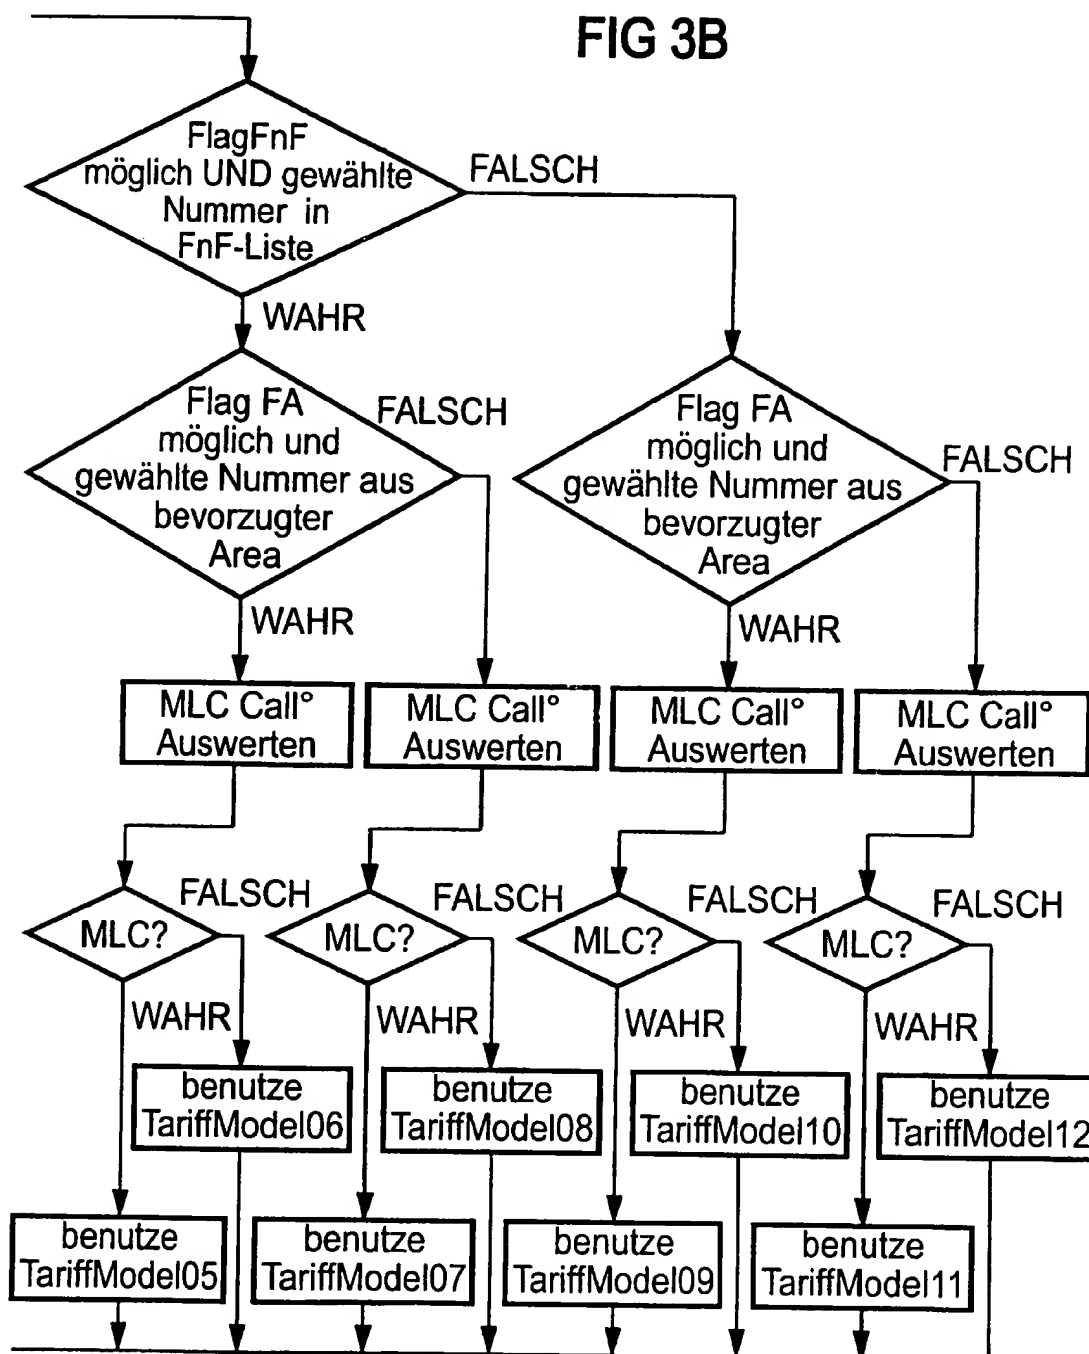 FIG 3B
FlagFnF
möglich UND gewählte
Nummer in
FnF-Liste
FALSCH
WAHR
Flag FA
möglich und
gewählte Nummer aus
bevorzugter
Area
FALSCH
WAHR
Flag FA
möglich und
gewählte Nummer aus
bevorzugter
Area
FALSCH
WAHR
MLC Call°
Auswerten
MLC Call°
Auswerten
MLC Call°
Auswerten
MLC Call°
Auswerten
MLC?
FALSCH
WAHR
MLC?
FALSCH
WAHR
MLC?
FALSCH
WAHR
MLC?
FALSCH
WAHR
benutze
TariffModel06
benutze
TariffModel08
benutze
TariffModel10
benutze
TariffModel12
benutze
TariffModel05
benutze
TariffModel07
benutze
TariffModel09
benutze
TariffModel11